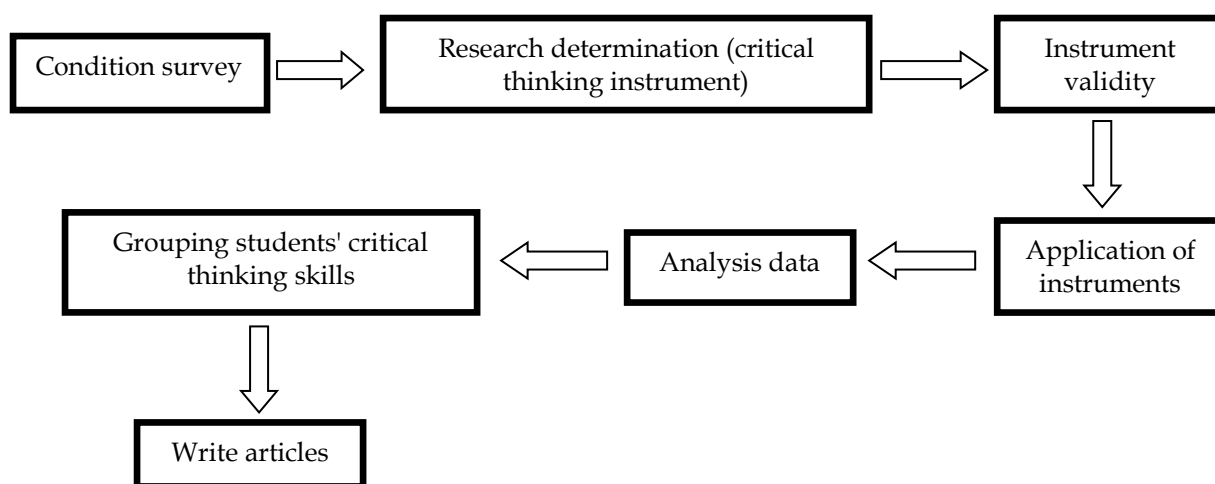 Condition survey
Research determination (critical
thinking instrument)
Instrument
validity
Application of
instruments
Analysis data
Grouping students' critical
thinking skills
Write articles